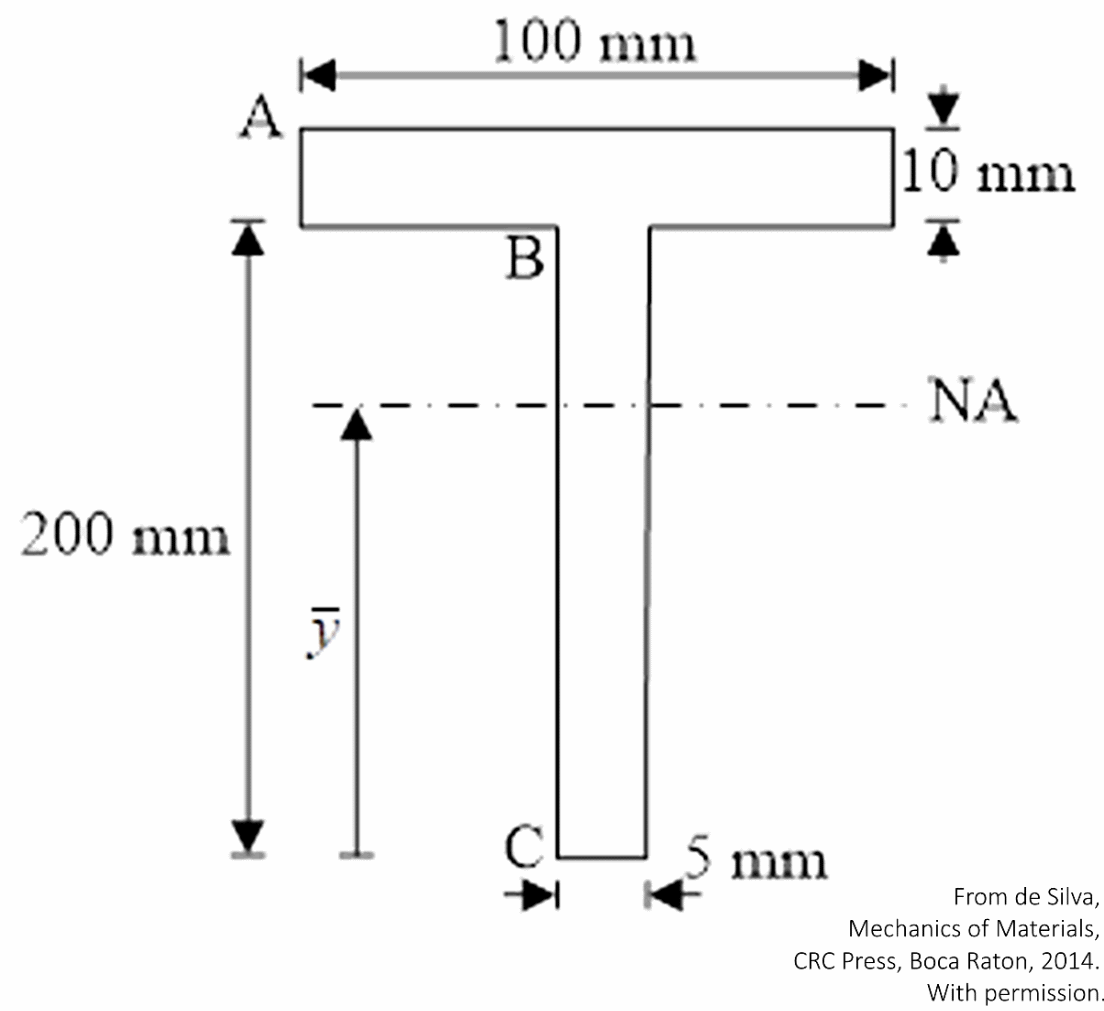 100 mm
A
10 mm
B
NA
200 mm
y̅
C
5 mm
From de Silva,
Mechanics of Materials,
CRC Press, Boca Raton, 2014.
With permission.